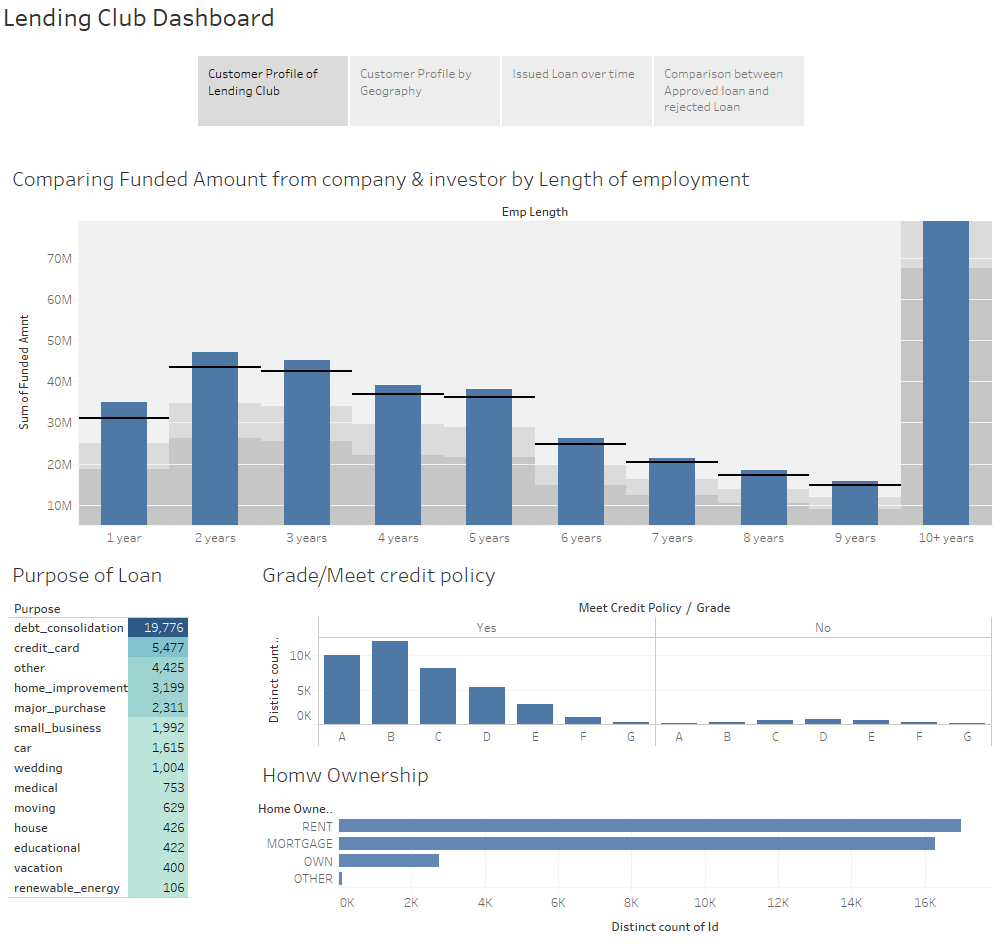 Lending Club Dashboard
Customer Profile of
Lending Club
Customer Profile by
Geography
Issued Loan over time
Comparison between
Approved loan and
rejected Loan
Comparing Funded Amount from company & investor by Length of employment
Emp Length
Sum of Funded Amnt
70M
60M
50M
40M
30M
20M
10M
1 year
2 years
3 years
4 years
5 years
6 years
7 years
8 years
9 years
10+ years
Purpose of Loan
Purpose
debt_consolidation 19,776
credit_card 5,477
other 4,425
home_improvement 3,199
major_purchase 2,311
small_business 1,992
car 1,615
wedding 1,004
medical 753
moving 629
house 426
educational 422
vacation 400
renewable_energy 106
Grade/Meet credit policy
Meet Credit Policy / Grade
Yes
No
Distinct count..
10K
5K
0K
A B C D E F G
A B C D E F G
Homw Ownership
Home Owne..
RENT
MORTGAGE
OWN
OTHER
0K 2K 4K 6K 8K 10K 12K 14K 16K
Distinct count of Id